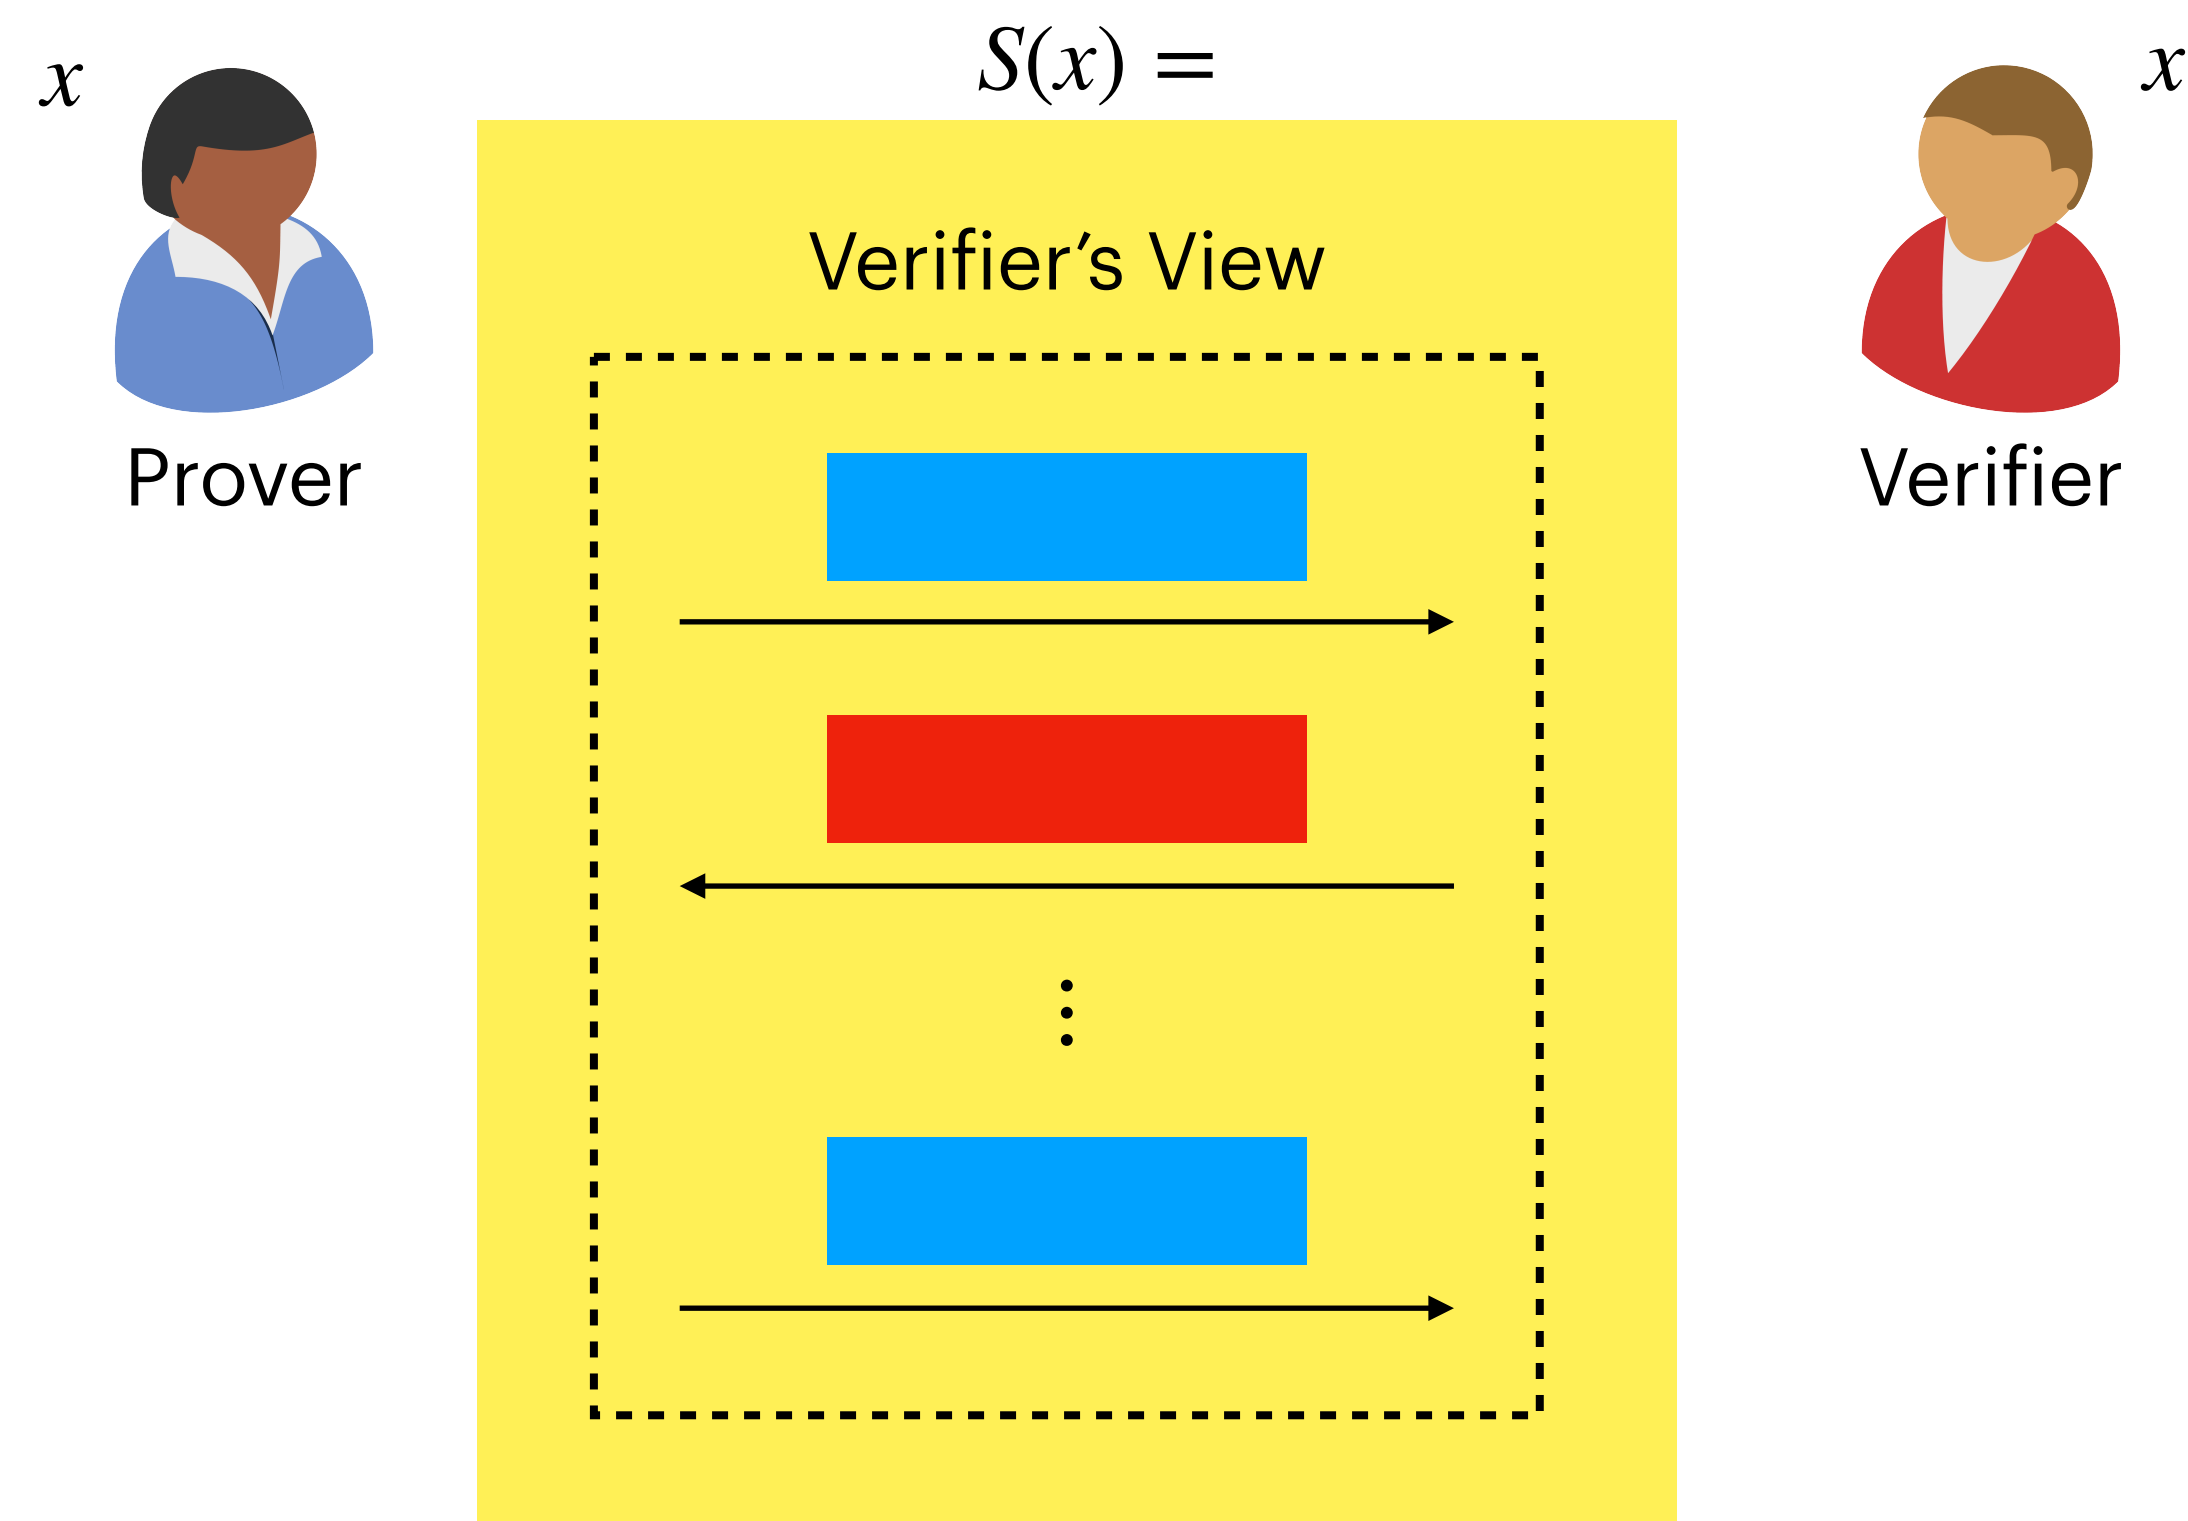 S(x) =
x
x
Verifier's View
Prover
Verifier
⋮